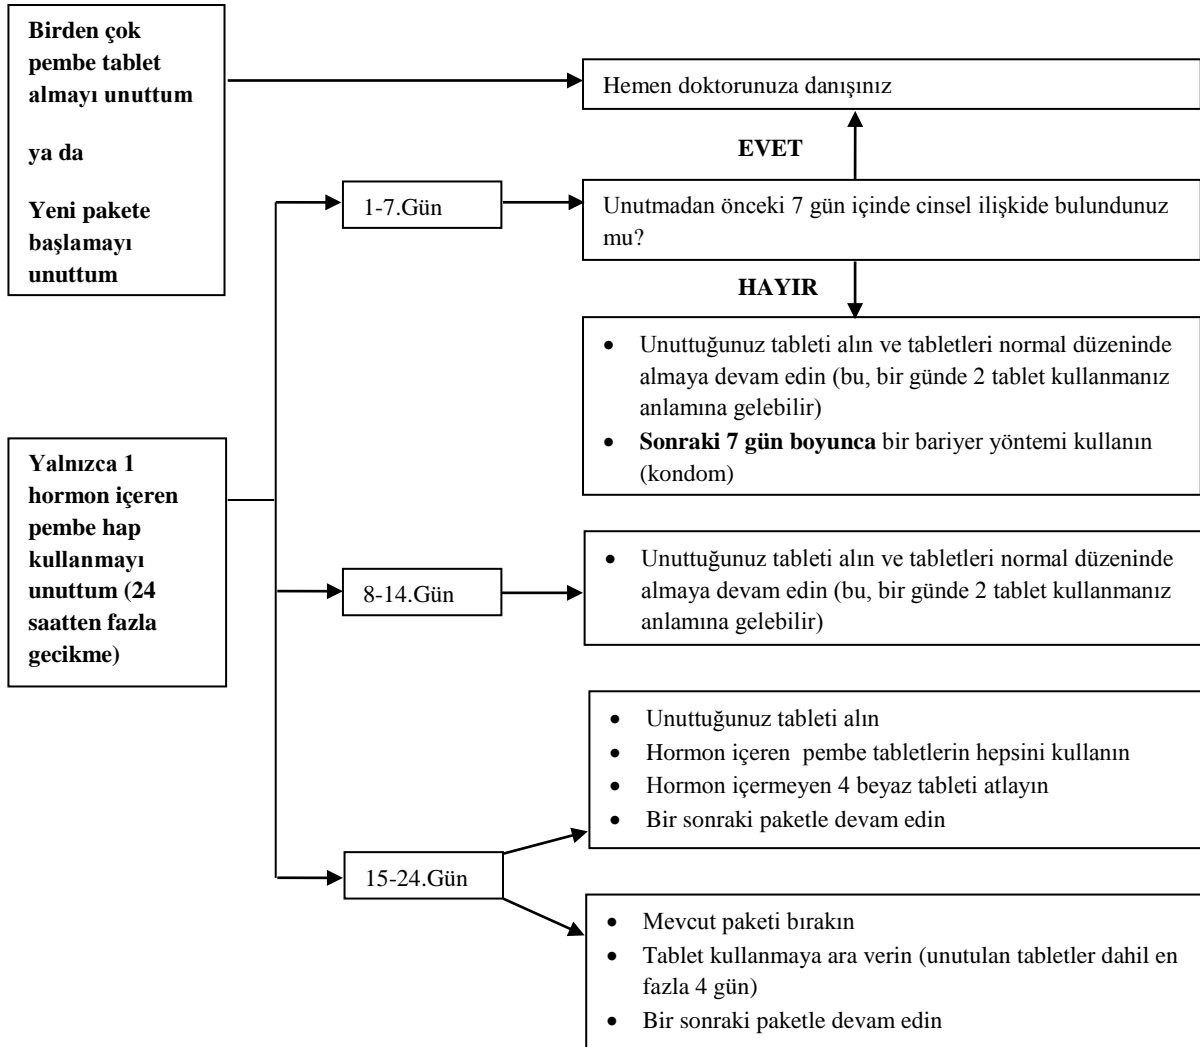 Birden çok
pembe tablet
almayı unuttum
ya da
Yeni pakete
başlamayı
unuttum
Hemen doktorunuza danışınız
EVET
1-7.Gün
Unutmadan önceki 7 gün içinde cinsel ilişkide bulundunuz
mu?
HAYIR
• Unuttuğunuz tableti alın ve tabletleri normal düzeninde
almaya devam edin (bu, bir günde 2 tablet kullanmanız
anlamına gelebilir)
• Sonraki 7 gün boyunca bir bariyer yöntemi kullanın
(kondom)
Yalnızca 1
hormon içeren
pembe hap
kullanmayı
unuttum (24
saatten fazla
gecikme)
8-14.Gün
• Unuttuğunuz tableti alın ve tabletleri normal düzeninde
almaya devam edin (bu, bir günde 2 tablet kullanmanız
anlamına gelebilir)
15-24.Gün
• Unuttuğunuz tableti alın
• Hormon içeren  pembe tabletlerin hepsini kullanın
• Hormon içermeyen 4 beyaz tableti atlayın
• Bir sonraki paketle devam edin
• Mevcut paketi bırakın
• Tablet kullanmaya ara verin (unutulan tabletler dahil en
fazla 4 gün)
• Bir sonraki paketle devam edin